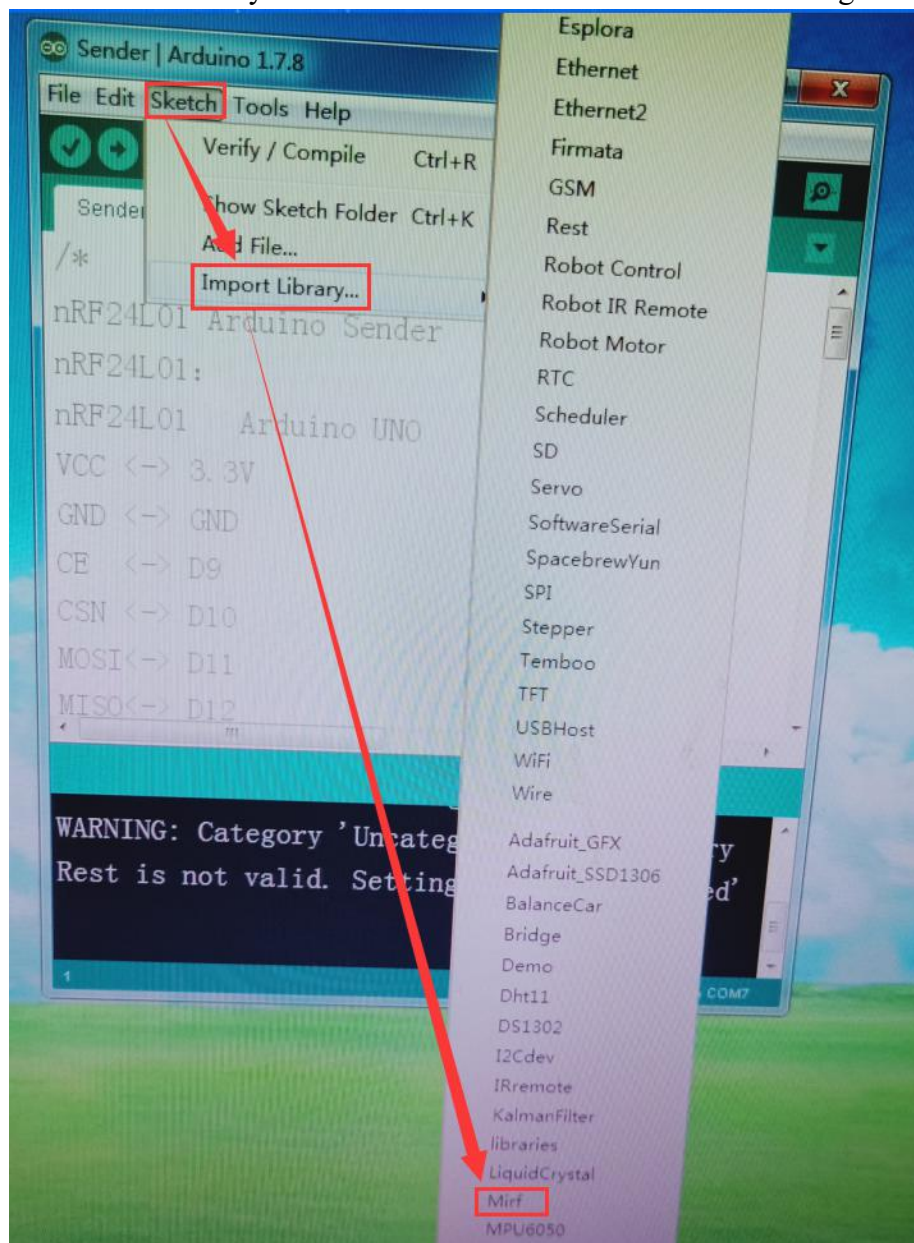 Sender | Arduino 1.7.8
File Edit Sketch Tools Help
Verify / Compile Ctrl+R
Show Sketch Folder Ctrl+K
Add File...
Import Library...
Sender
/*
nRF24L01 Arduino Sender
nRF24L01:
nRF24L01 Arduino UNO
VCC <-> 3.3V
GND <-> GND
CE <-> D9
CSN <-> D10
MOSI<-> D11
MISO<-> D12
WARNING: Category 'Uncateg ry
Rest is not valid. Setting ed'
1
COM7
Esplora
Ethernet
Ethernet2
Firmata
GSM
Rest
Robot Control
Robot IR Remote
Robot Motor
RTC
Scheduler
SD
Servo
SoftwareSerial
SpacebrewYun
SPI
Stepper
Temboo
TFT
USBHost
WiFi
Wire
Adafruit_GFX
Adafruit_SSD1306
BalanceCar
Bridge
Demo
Dht11
DS1302
I2Cdev
IRremote
KalmanFilter
libraries
LiquidCrystal
Mirf
MPU6050